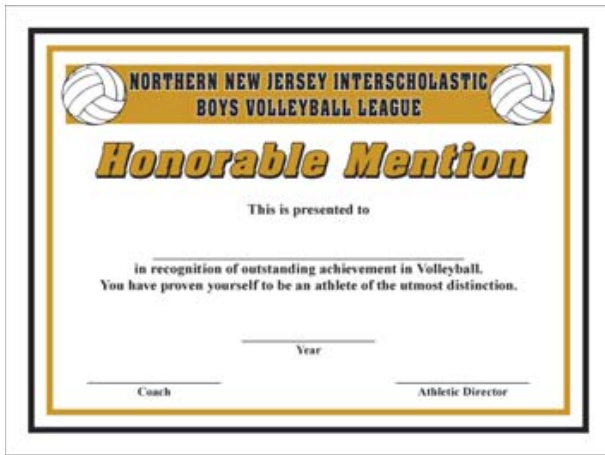 NORTHERN NEW JERSEY INTERSCHOLASTIC
BOYS VOLLEYBALL LEAGUE
Honorable Mention
This is presented to
in recognition of outstanding achievement in Volleyball.
You have proven yourself to be an athlete of the utmost distinction.
Year
Coach
Athletic Director